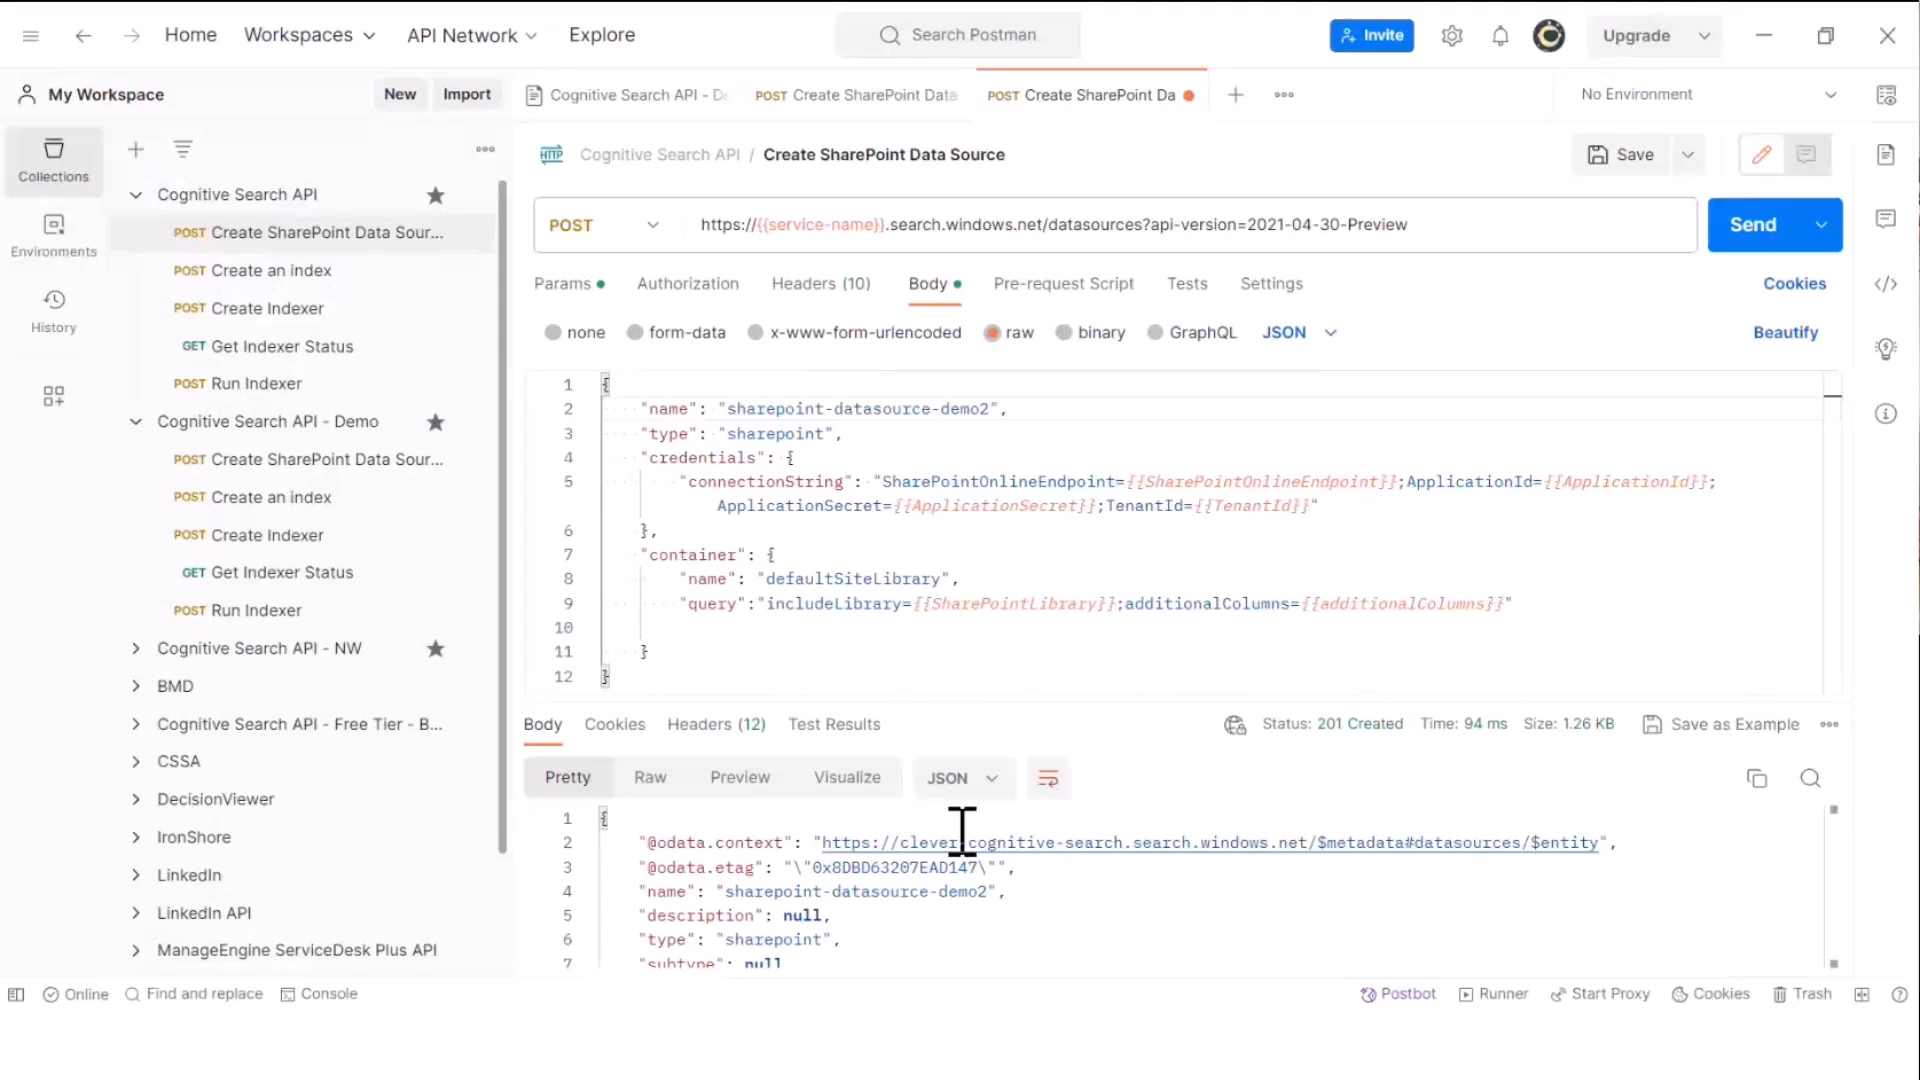 Home
Workspaces
API Network
Explore
Search Postman
Invite
Upgrade
My Workspace
New
Import
Cognitive Search API - D
POST Create SharePoint Data
POST Create SharePoint Da
No Environment
Collections
Environments
History
Cognitive Search API
POST Create SharePoint Data Sour...
POST Create an index
POST Create Indexer
GET Get Indexer Status
POST Run Indexer
Cognitive Search API - Demo
POST Create SharePoint Data Sour...
POST Create an index
POST Create Indexer
GET Get Indexer Status
POST Run Indexer
Cognitive Search API - NW
BMD
Cognitive Search API - Free Tier - B...
CSSA
DecisionViewer
IronShore
LinkedIn
LinkedIn API
ManageEngine ServiceDesk Plus API
HTTP Cognitive Search API / Create SharePoint Data Source
Save
POST
https://{{service-name}}.search.windows.net/datasources?api-version=2021-04-30-Preview
Send
Params
Authorization
Headers (10)
Body
Pre-request Script
Tests
Settings
Cookies
none
form-data
x-www-form-urlencoded
raw
binary
GraphQL
JSON
Beautify
1 {
2 "name": "sharepoint-datasource-demo2",
3 "type": "sharepoint",
4 "credentials": {
5 "connectionString": "SharePointOnlineEndpoint={{SharePointOnlineEndpoint}};ApplicationId={{ApplicationId}};
ApplicationSecret={{ApplicationSecret}};TenantId={{TenantId}}"
6 },
7 "container": {
8 "name": "defaultSiteLibrary",
9 "query":"includeLibrary={{SharePointLibrary}};additionalColumns={{additionalColumns}}"
10
11 }
12 }
Body
Cookies
Headers (12)
Test Results
Status: 201 Created
Time: 94 ms
Size: 1.26 KB
Save as Example
Pretty
Raw
Preview
Visualize
JSON
1 {
2 "@odata.context": "https://clever-cognitive-search.search.windows.net/$metadata#datasources/$entity",
3 "@odata.etag": "\"0x8DBD63207EAD147\"",
4 "name": "sharepoint-datasource-demo2",
5 "description": null,
6 "type": "sharepoint",
7 "subtype": null
Online
Find and replace
Console
Postbot
Runner
Start Proxy
Cookies
Trash